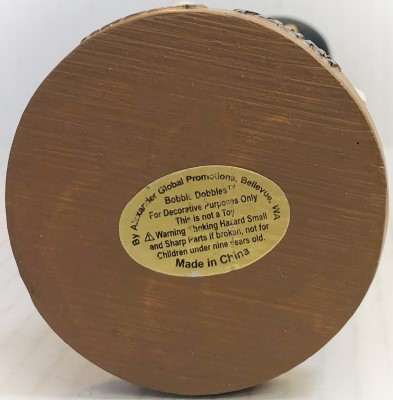 By Alexander Global Promotions, Bellevue, WA
Bobble Dobbles™
For Decorative Purposes Only
This is not a Toy
⚠ Warning Choking Hazard Small
and Sharp Parts if broken, not for
Children under nine years old.
Made in China